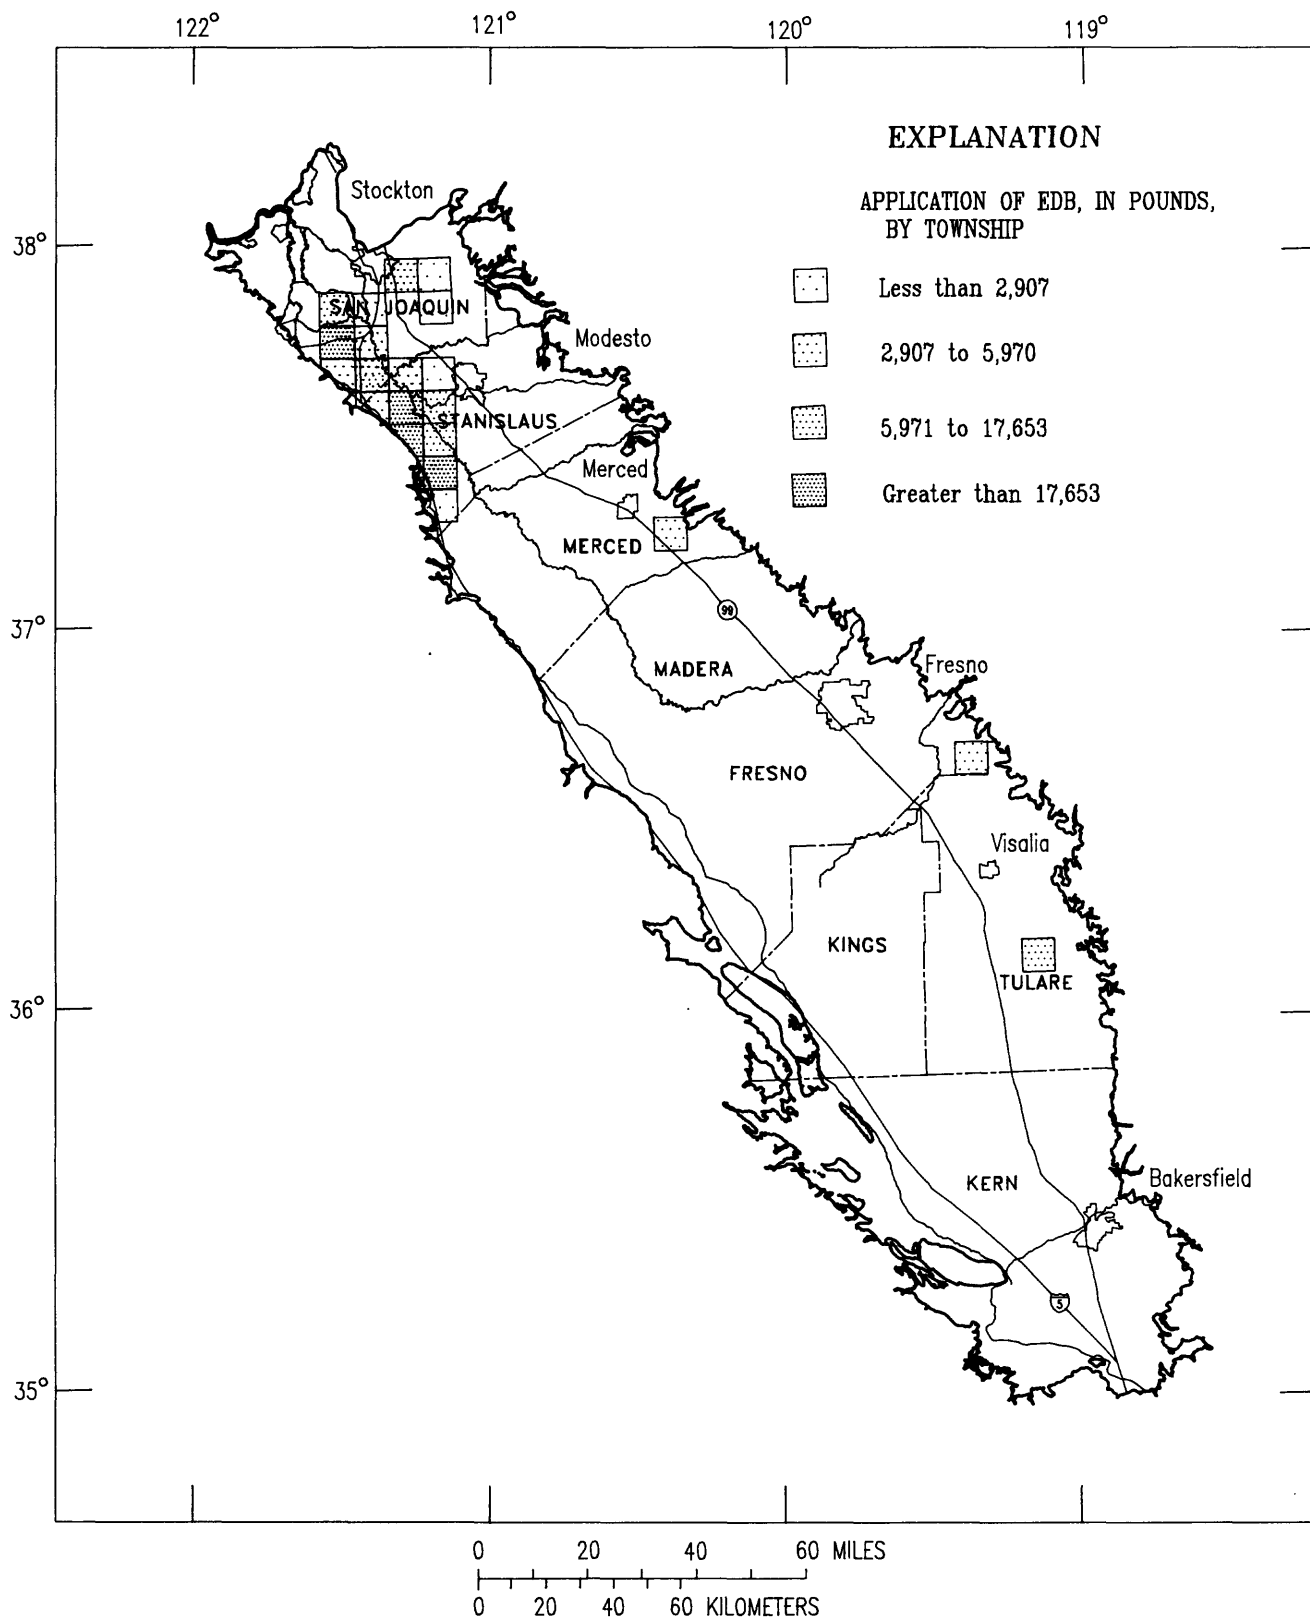 122° 121° 120° 119°
EXPLANATION
APPLICATION OF EDB, IN POUNDS,
BY TOWNSHIP
Less than 2,907
2,907 to 5,970
5,971 to 17,653
Greater than 17,653
Stockton
38°
SAN JOAQUIN
Modesto
STANISLAUS
Merced
MERCED
99
37°
MADERA
Fresno
FRESNO
Visalia
KINGS
TULARE
36°
KERN
Bakersfield
5
35°
0 20 40 60 MILES
0 20 40 60 KILOMETERS